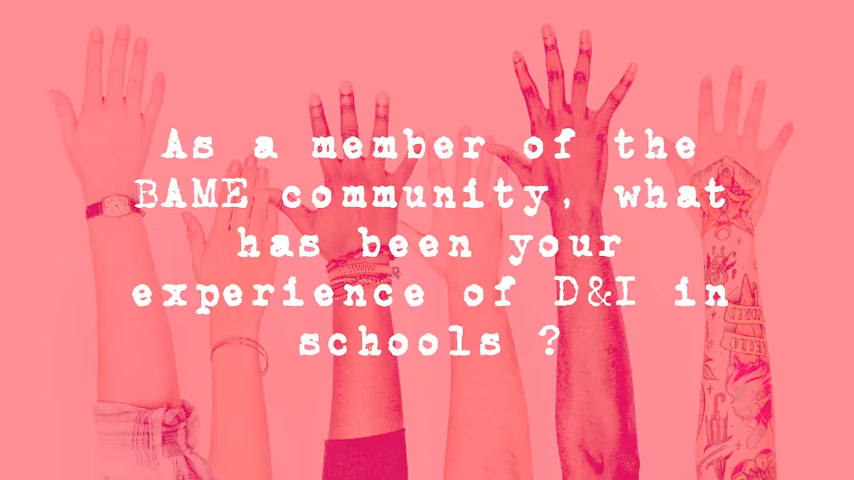 As a member of the
BAME community, what
has been your
experience of D&I in
schools ?